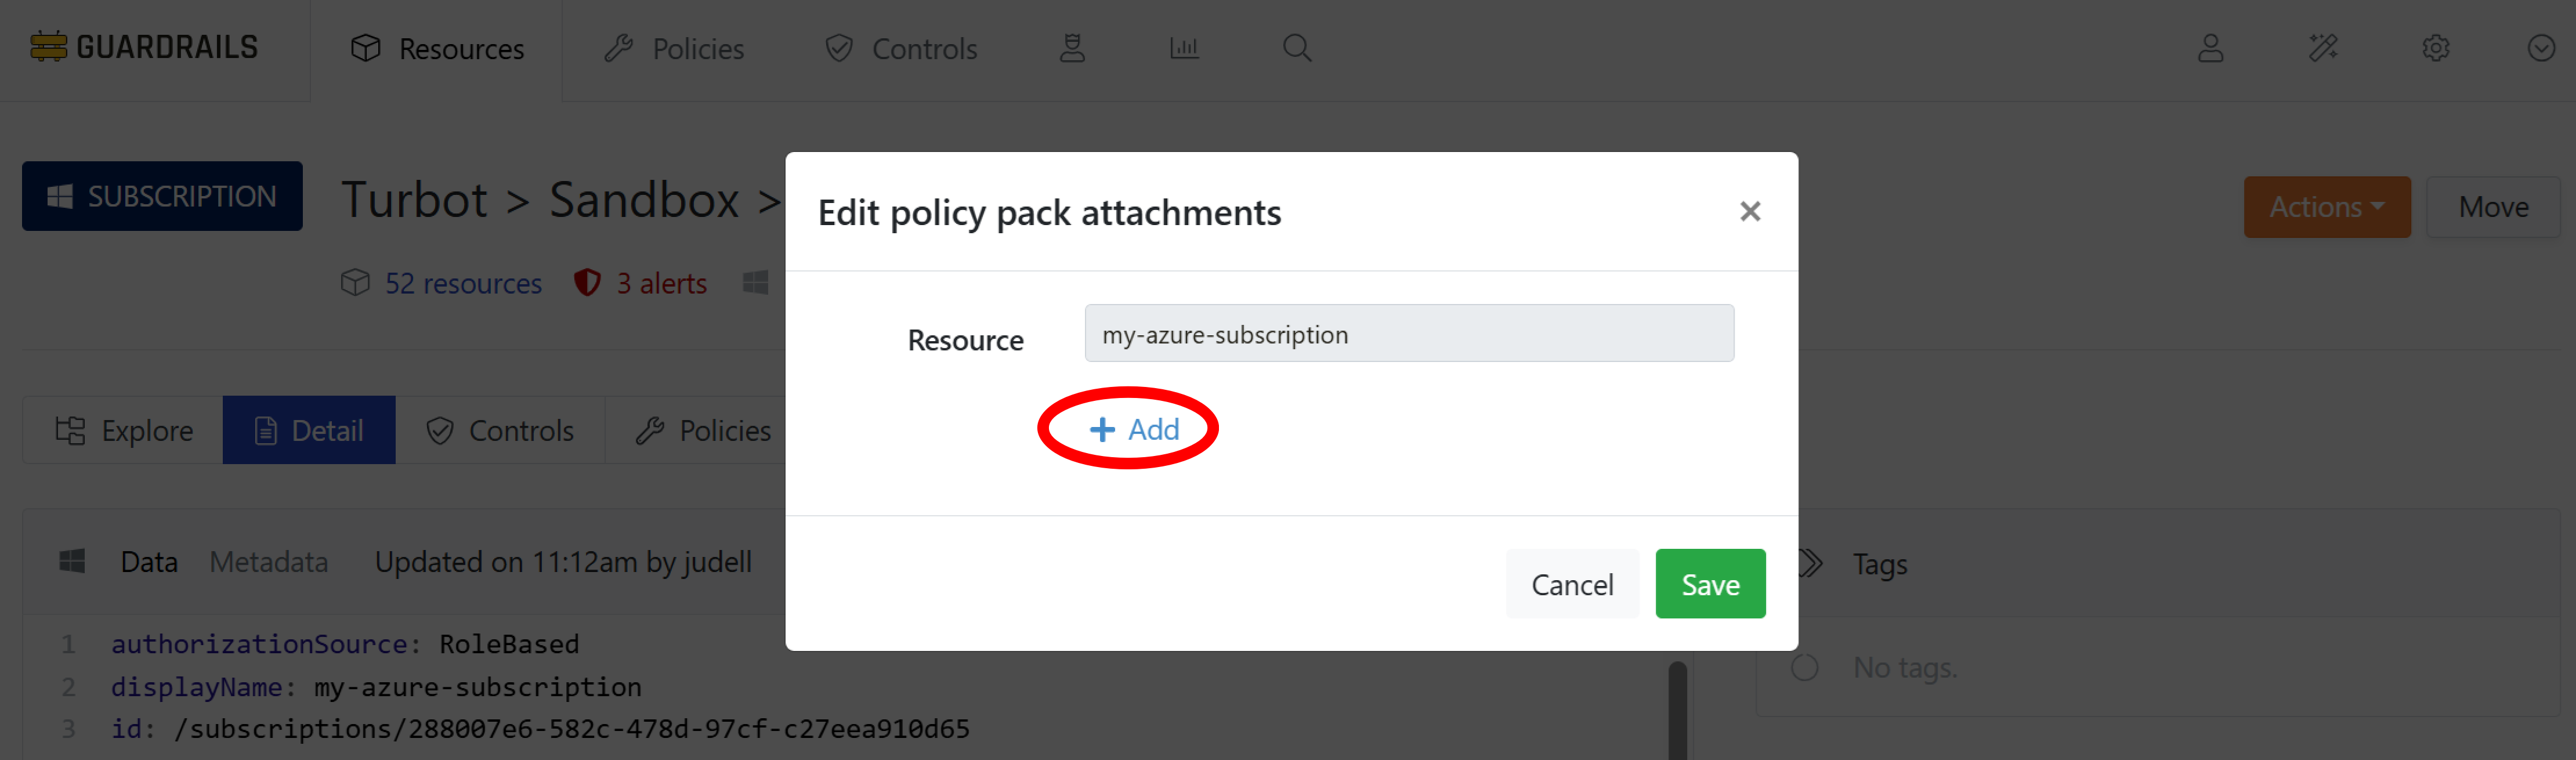 GUARDRAILS Resources Policies Controls
SUBSCRIPTION Turbot > Sandbox > Actions Move
52 resources 3 alerts
Edit policy pack attachments
Resource my-azure-subscription
+ Add
Cancel Save
Explore Detail Controls Policies
Data Metadata Updated on 11:12am by judell
1 authorizationSource: RoleBased
2 displayName: my-azure-subscription
3 id: /subscriptions/288007e6-582c-478d-97cf-c27eea910d65
Tags
No tags.